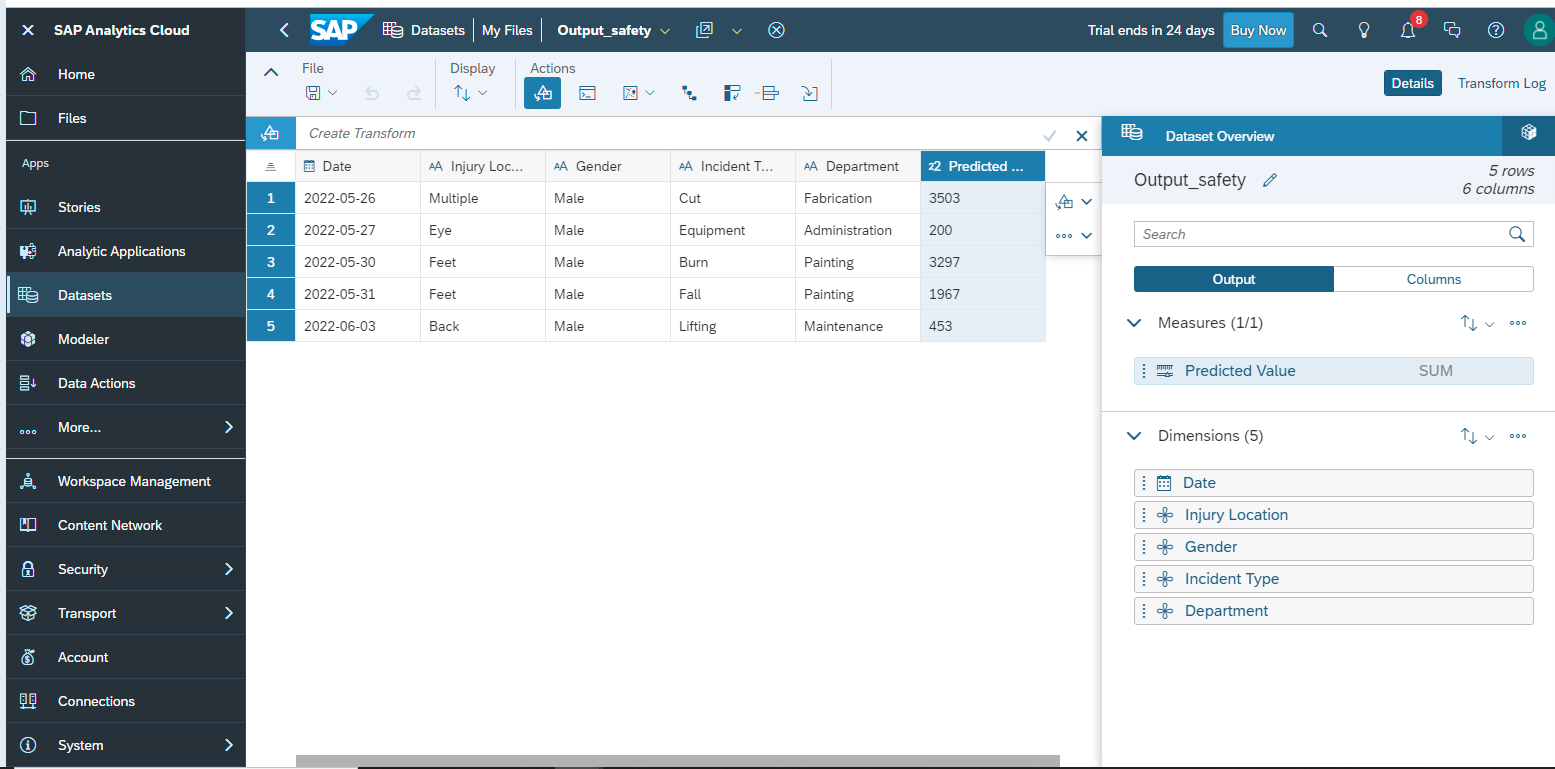 SAP Analytics Cloud
Home
Files
Apps
Stories
Analytic Applications
Datasets
Modeler
Data Actions
More...
Workspace Management
Content Network
Security
Transport
Account
Connections
System
SAP Datasets My Files Output_safety Trial ends in 24 days Buy Now 8
File Display Actions
Details Transform Log
Create Transform
Date Injury Loc... Gender Incident T... Department 22 Predicted ...
1 2022-05-26 Multiple Male Cut Fabrication 3503
2 2022-05-27 Eye Male Equipment Administration 200
3 2022-05-30 Feet Male Burn Painting 3297
4 2022-05-31 Feet Male Fall Painting 1967
5 2022-06-03 Back Male Lifting Maintenance 453
Dataset Overview
Output_safety 5 rows
6 columns
Search
Output Columns
Measures (1/1)
Predicted Value SUM
Dimensions (5)
Date
Injury Location
Gender
Incident Type
Department